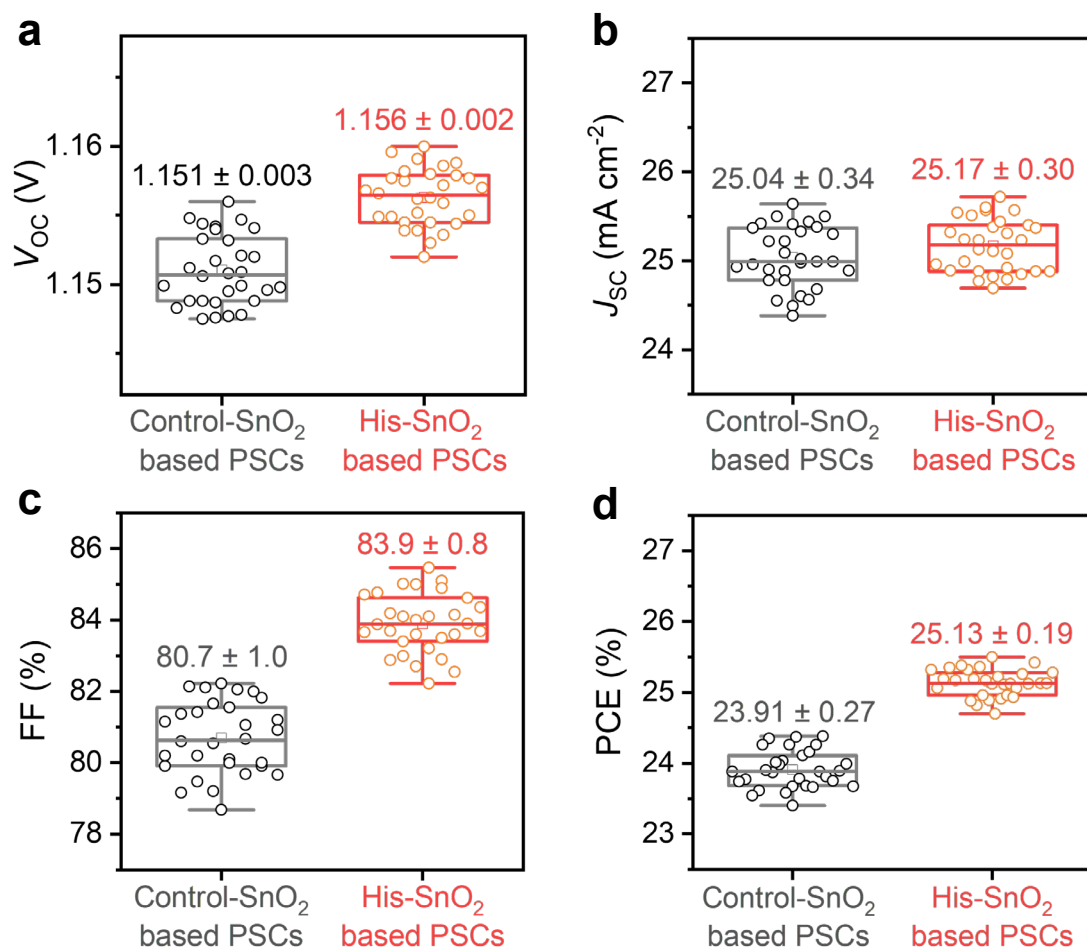 a
V_OC (V)
1.16
1.15
1.151 ± 0.003
1.156 ± 0.002
Control-SnO₂
based PSCs
His-SnO₂
based PSCs
b
J_SC (mA cm⁻²)
27
26
25
24
25.04 ± 0.34
25.17 ± 0.30
Control-SnO₂
based PSCs
His-SnO₂
based PSCs
c
FF (%)
86
84
82
80
78
80.7 ± 1.0
83.9 ± 0.8
Control-SnO₂
based PSCs
His-SnO₂
based PSCs
d
PCE (%)
27
26
25
24
23
23.91 ± 0.27
25.13 ± 0.19
Control-SnO₂
based PSCs
His-SnO₂
based PSCs